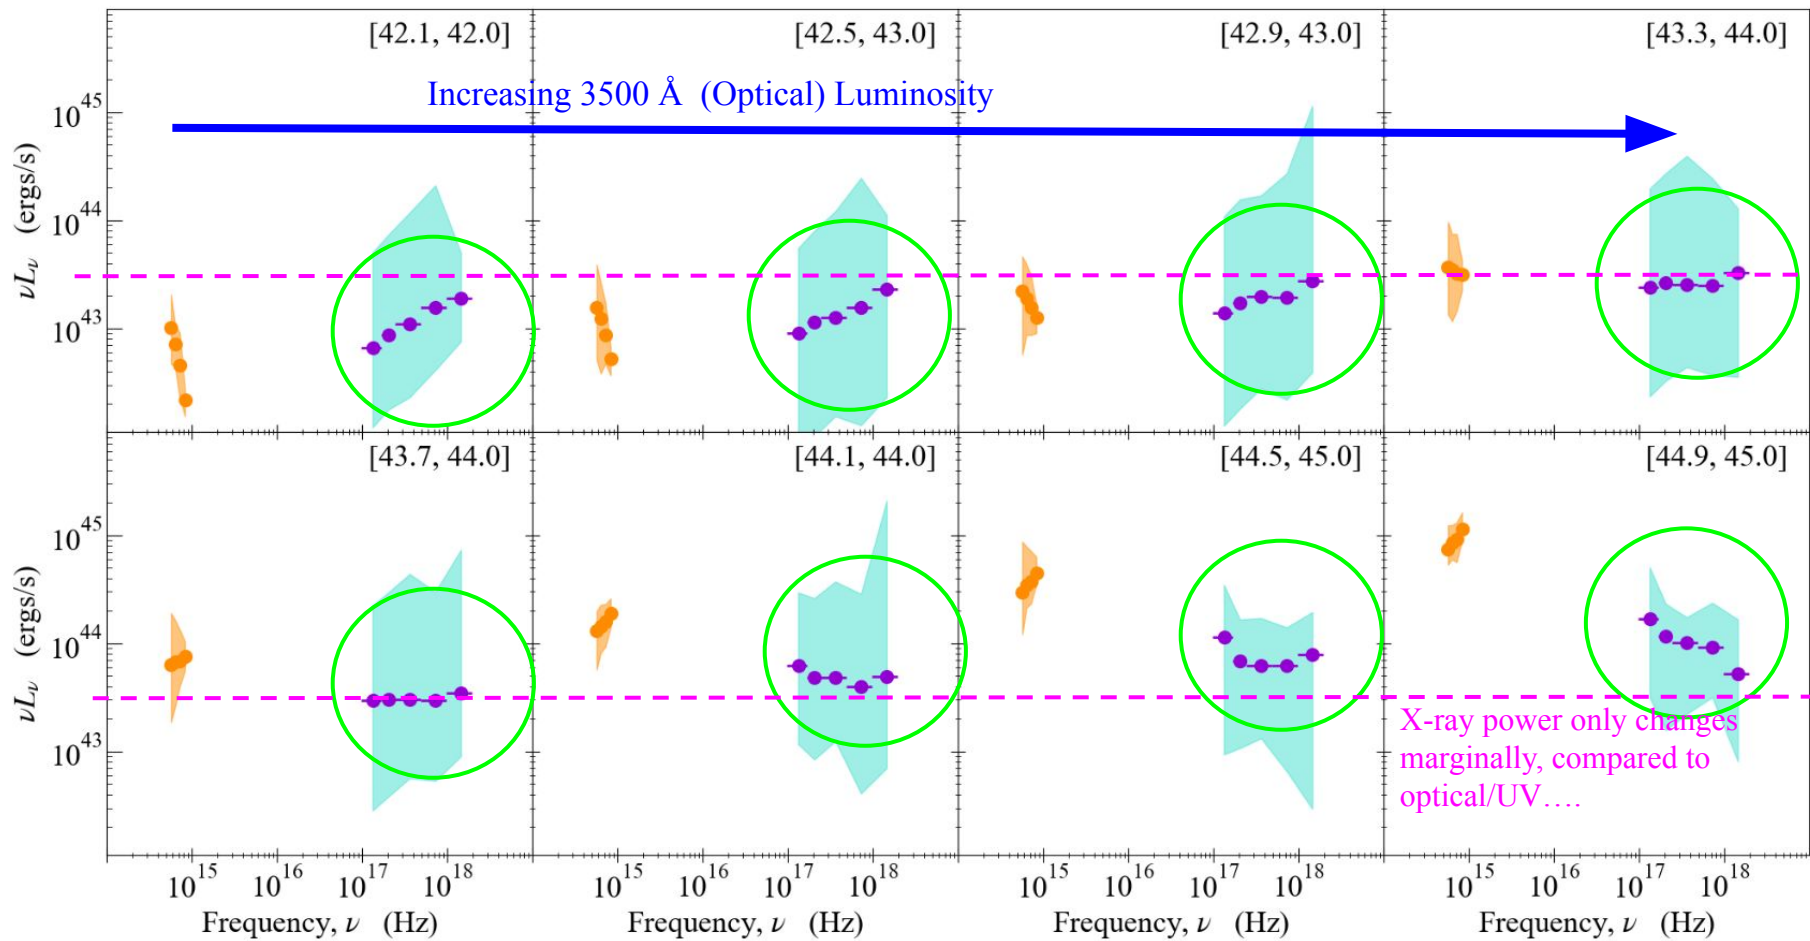 [42.1, 42.0]
[42.5, 43.0]
[42.9, 43.0]
[43.3, 44.0]
Increasing 3500 Å (Optical) Luminosity
νL_ν (ergs/s)
10^45
10^44
10^43
[43.7, 44.0]
[44.1, 44.0]
[44.5, 45.0]
[44.9, 45.0]
νL_ν (ergs/s)
10^45
10^44
10^43
X-ray power only changes
marginally, compared to
optical/UV….
10^15 10^16 10^17 10^18
10^15 10^16 10^17 10^18
10^15 10^16 10^17 10^18
10^15 10^16 10^17 10^18
Frequency, ν (Hz)
Frequency, ν (Hz)
Frequency, ν (Hz)
Frequency, ν (Hz)